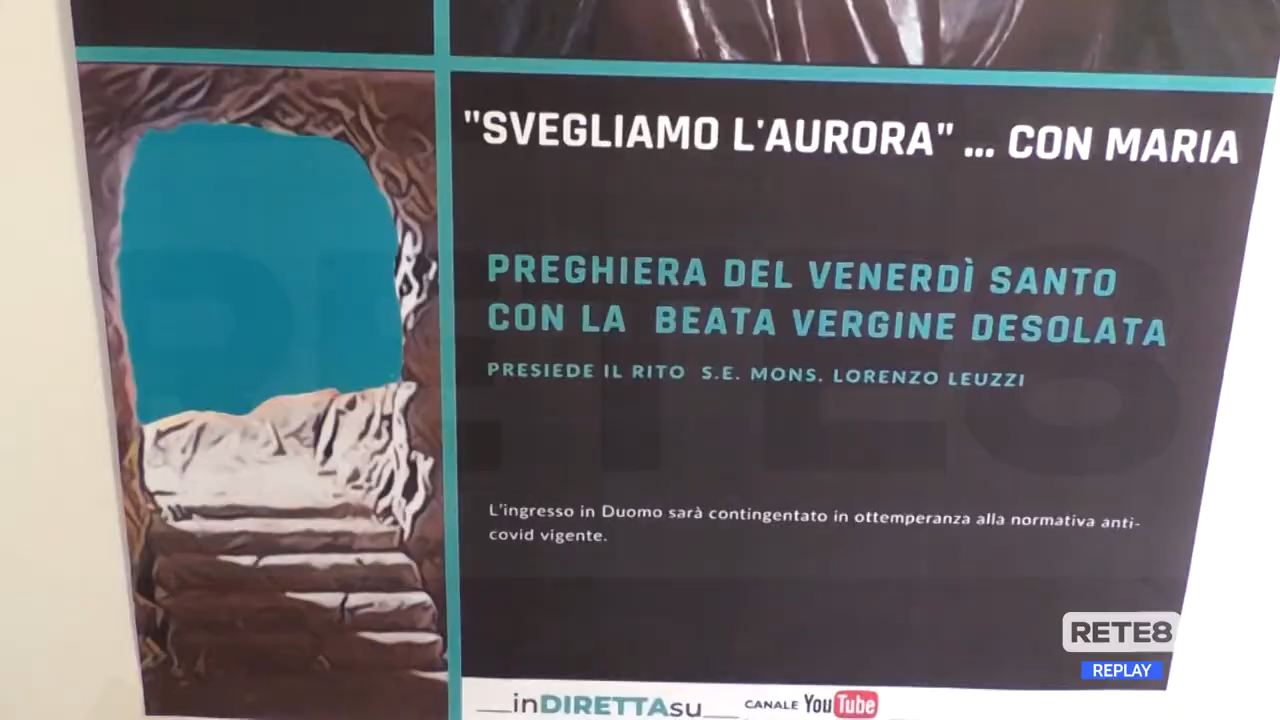 "SVEGLIAMO L'AURORA" ... CON MARIA
PREGHIERA DEL VENERDÌ SANTO
CON LA BEATA VERGINE DESOLATA
PRESIEDE IL RITO S.E. MONS. LORENZO LEUZZI
L'ingresso in Duomo sarà contingentato in ottemperanza alla normativa anti-
covid vigente.
RETE8
REPLAY
__inDIRETTAsu__ CANALE YouTube